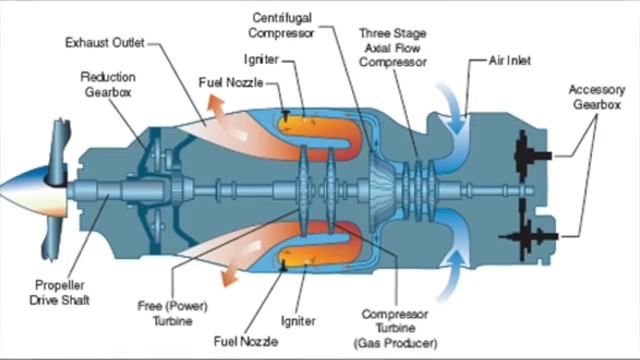 Centrifugal
Compressor
Three Stage
Axial Flow
Compressor
Exhaust Outlet
Igniter
Air Inlet
Reduction
Gearbox
Fuel Nozzle
Accessory
Gearbox
Propeller
Drive Shaft
Free (Power)
Turbine
Igniter
Fuel Nozzle
Compressor
Turbine
(Gas Producer)